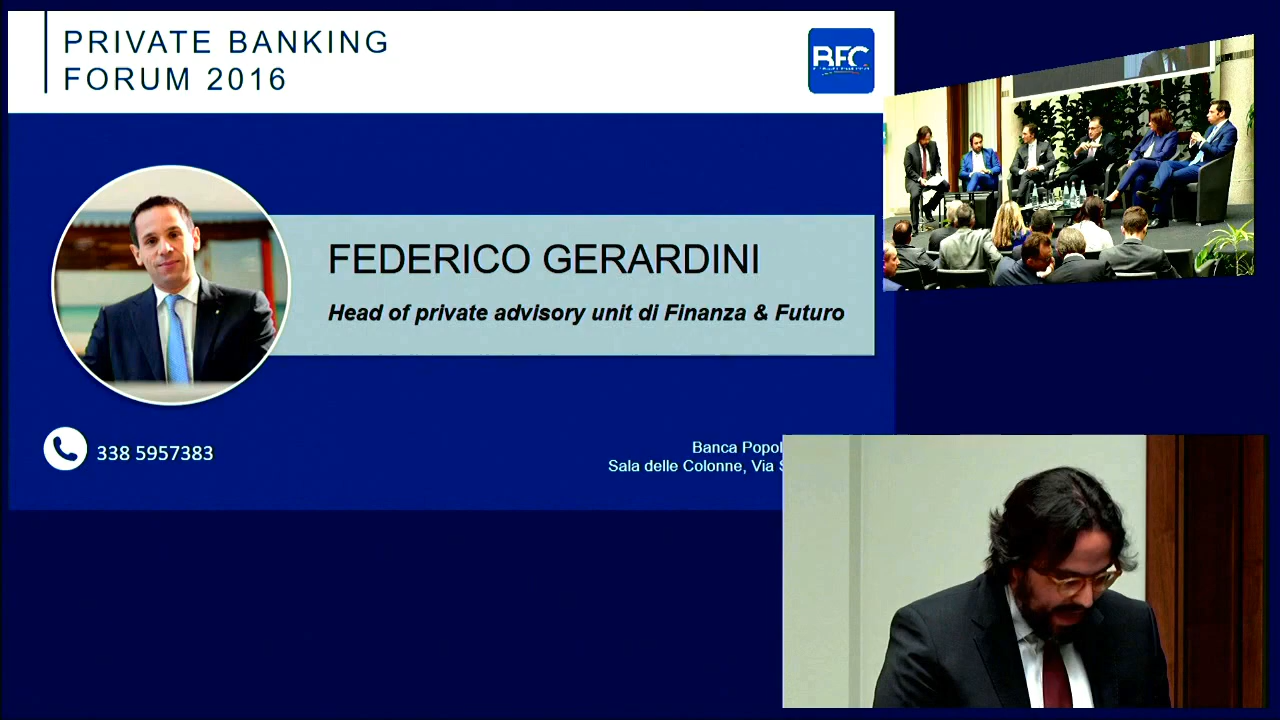 PRIVATE BANKING
FORUM 2016
BFC
FEDERICO GERARDINI
Head of private advisory unit di Finanza & Futuro
338 5957383
Banca Popol
Sala delle Colonne, Via S